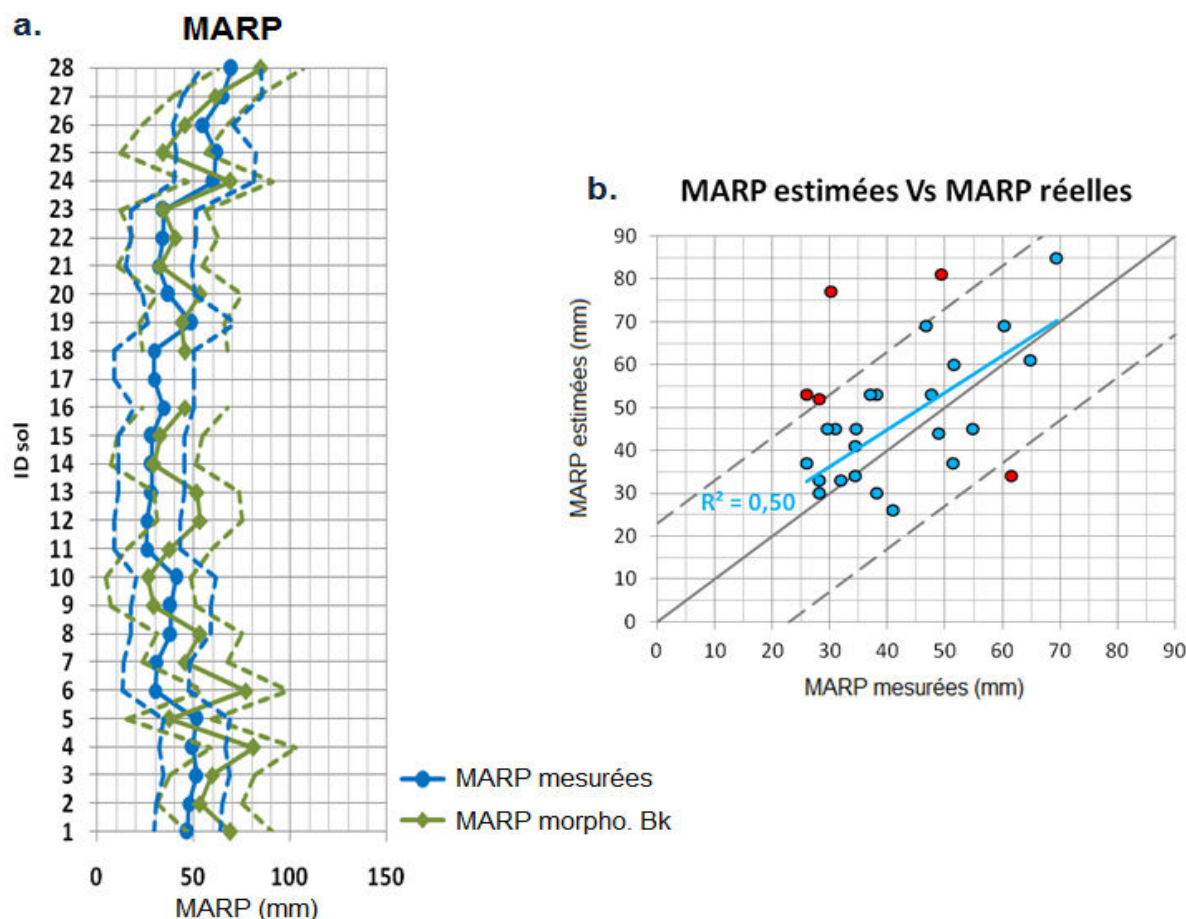 a.
MARP
28
27
26
25
24
23
22
21
20
19
18
17
16
15
14
13
12
11
10
9
8
7
6
5
4
3
2
1
ID sol
0 50 100 150
MARP (mm)
MARP mesurées
MARP morpho. Bk
b.
MARP estimées Vs MARP réelles
90
80
70
60
50
40
30
20
10
0
MARP estimées (mm)
R² = 0,50
0 10 20 30 40 50 60 70 80 90
MARP mesurées (mm)